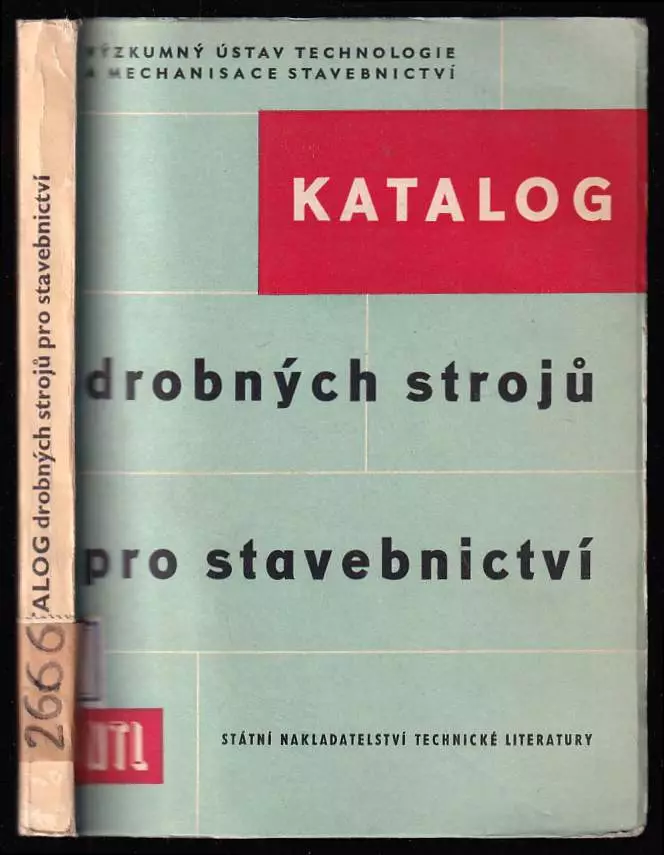 VÝZKUMNÝ ÚSTAV TECHNOLOGIE
A MECHANISACE STAVEBNICTVÍ
KATALOG
drobných strojů
pro stavebnictví
STÁTNÍ NAKLADATELSTVÍ TECHNICKÉ LITERATURY
KATALOG drobných strojů pro stavebnictví
2666